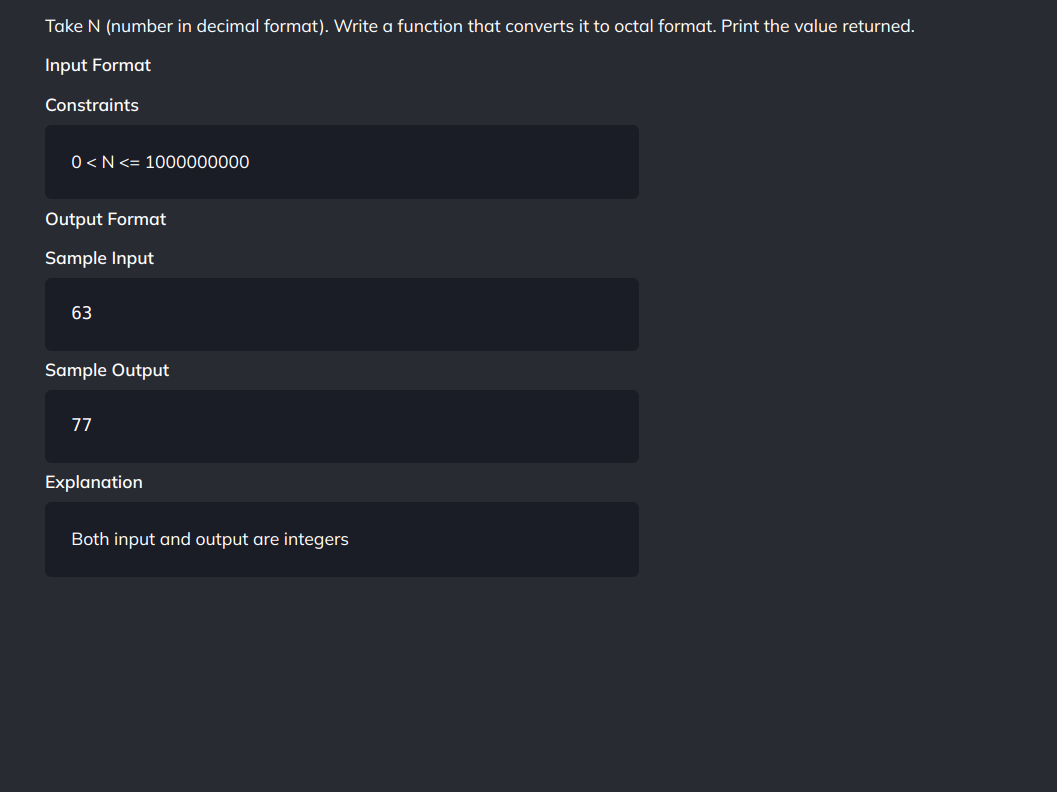 Take N (number in decimal format). Write a function that converts it to octal format. Print the value returned.
Input Format
Constraints
0 < N <= 1000000000
Output Format
Sample Input
63
Sample Output
77
Explanation
Both input and output are integers